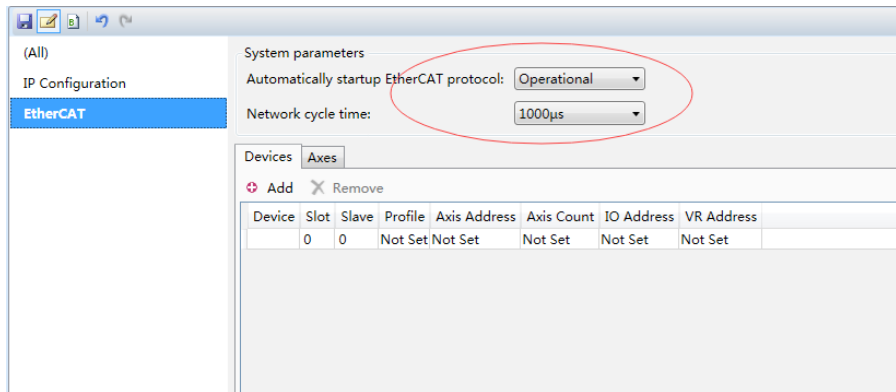 (All)
IP Configuration
EtherCAT
System parameters
Automatically startup EtherCAT protocol: Operational
Network cycle time: 1000µs
Devices Axes
Add Remove
Device Slot Slave Profile Axis Address Axis Count IO Address VR Address
0 0 Not Set Not Set Not Set Not Set Not Set